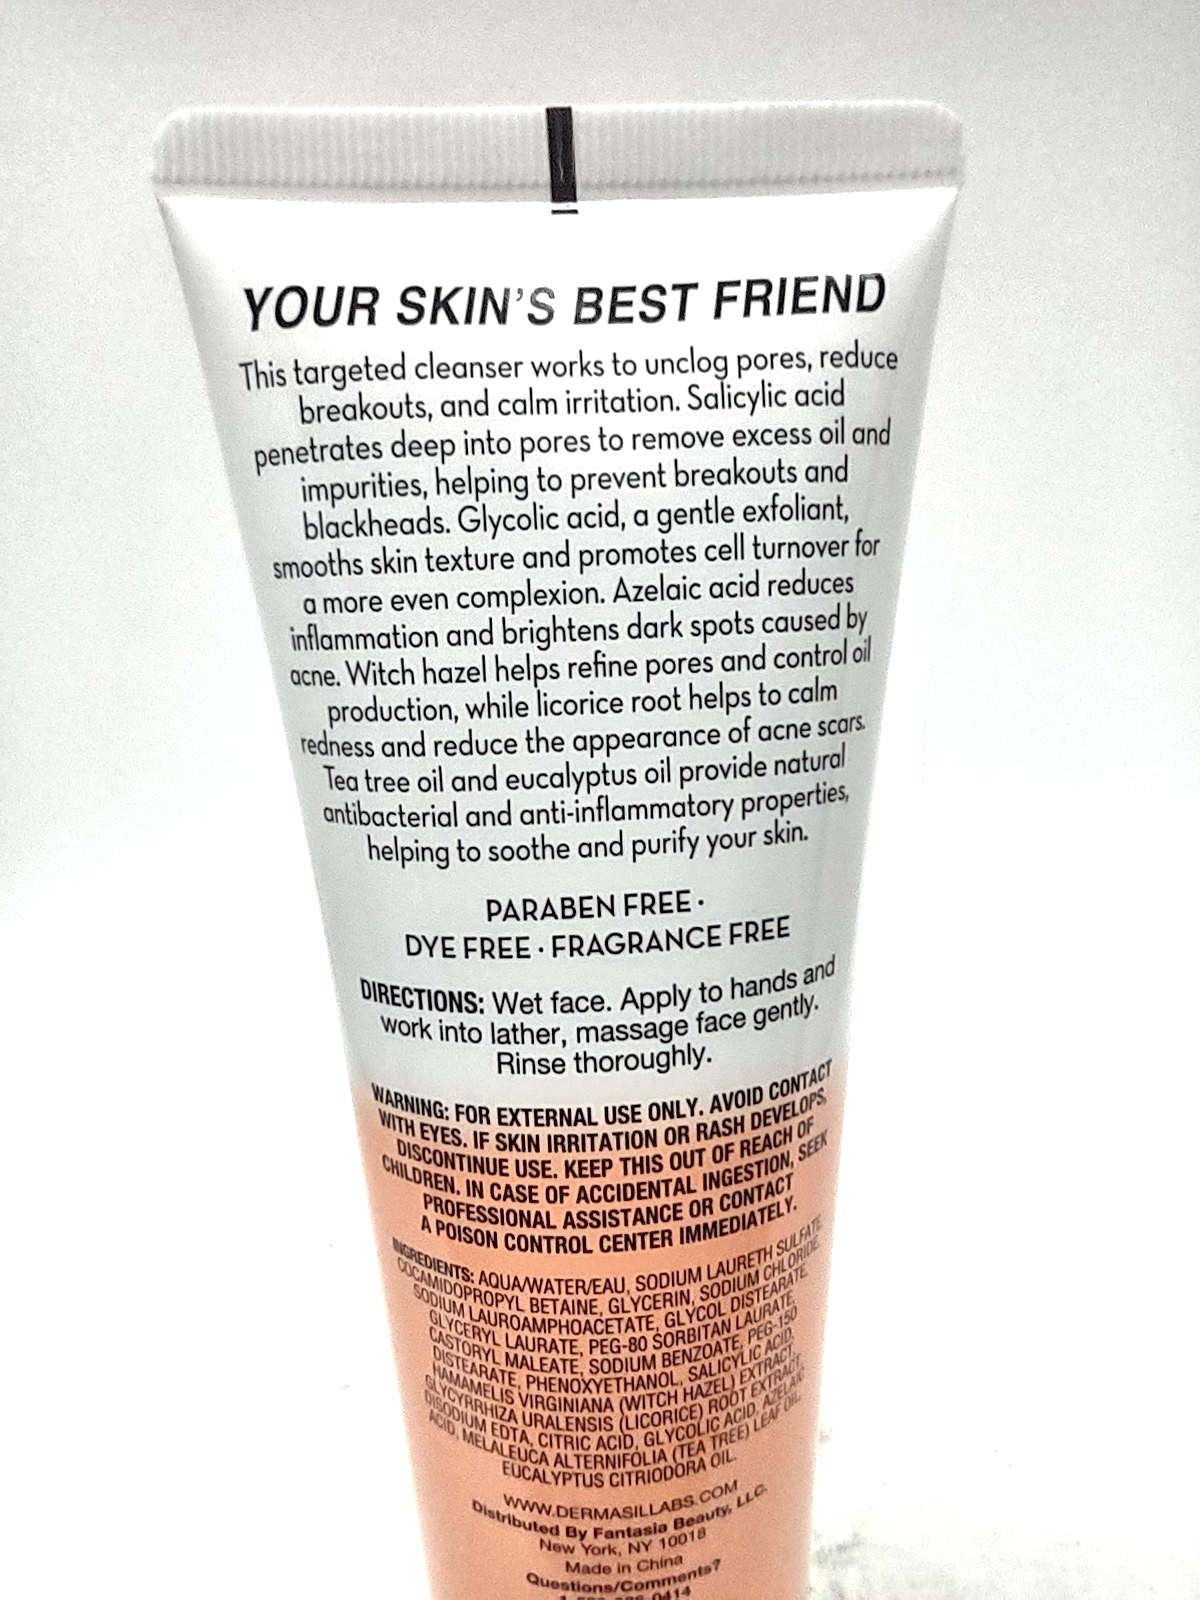 YOUR SKIN'S BEST FRIEND
This targeted cleanser works to unclog pores, reduce
breakouts, and calm irritation. Salicylic acid
penetrates deep into pores to remove excess oil and
impurities, helping to prevent breakouts and
blackheads. Glycolic acid, a gentle exfoliant,
smooths skin texture and promotes cell turnover for
a more even complexion. Azelaic acid reduces
inflammation and brightens dark spots caused by
acne. Witch hazel helps refine pores and control oil
production, while licorice root helps to calm
redness and reduce the appearance of acne scars.
Tea tree oil and eucalyptus oil provide natural
antibacterial and anti-inflammatory properties,
helping to soothe and purify your skin.
PARABEN FREE •
DYE FREE • FRAGRANCE FREE
DIRECTIONS: Wet face. Apply to hands and
work into lather, massage face gently.
Rinse thoroughly.
WARNING: FOR EXTERNAL USE ONLY. AVOID CONTACT
WITH EYES. IF SKIN IRRITATION OR RASH DEVELOPS,
DISCONTINUE USE. KEEP THIS OUT OF REACH OF
CHILDREN. IN CASE OF ACCIDENTAL INGESTION, SEEK
PROFESSIONAL ASSISTANCE OR CONTACT
A POISON CONTROL CENTER IMMEDIATELY.
INGREDIENTS: AQUA/WATER/EAU, SODIUM LAURETH SULFATE
COCAMIDOPROPYL BETAINE, GLYCERIN, SODIUM CHLORIDE
SODIUM LAUROAMPHOACETATE, GLYCOL DISTEARATE
GLYCERYL LAURATE, PEG-80 SORBITAN LAURATE,
CASTORYL MALEATE, SODIUM BENZOATE, PEG-150
DISTEARATE, PHENOXYETHANOL, SALICYLIC ACID,
HAMAMELIS VIRGINIANA (WITCH HAZEL) EXTRACT,
GLYCYRRHIZA URALENSIS (LICORICE) ROOT EXTRACT,
DISODIUM EDTA, CITRIC ACID, GLYCOLIC ACID, AZELAIC
ACID, MELALEUCA ALTERNIFOLIA (TEA TREE) LEAF OIL,
EUCALYPTUS CITRIODORA OIL.
WWW.DERMASILLABS.COM
Distributed By Fantasia Beauty, LLC.
New York, NY 10018
Made in China
Questions/Comments?